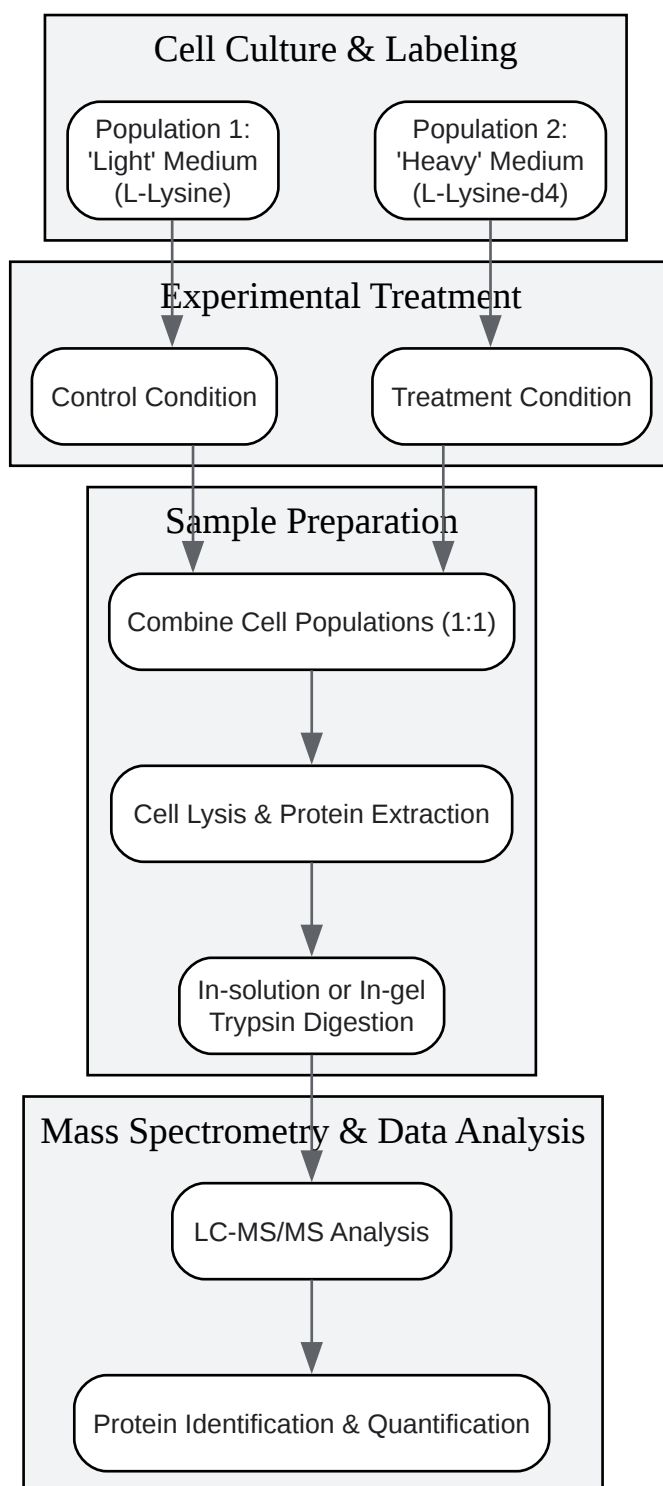 Cell Culture & Labeling
Population 1:
'Light' Medium
(L-Lysine)
Population 2:
'Heavy' Medium
(L-Lysine-d4)
Experimental Treatment
Control Condition
Treatment Condition
Sample Preparation
Combine Cell Populations (1:1)
Cell Lysis & Protein Extraction
In-solution or In-gel
Trypsin Digestion
Mass Spectrometry & Data Analysis
LC-MS/MS Analysis
Protein Identification & Quantification